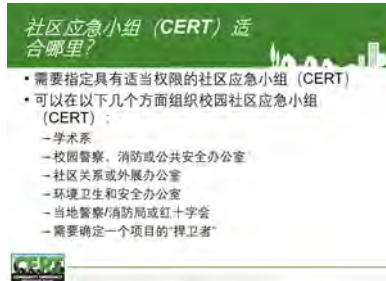 社区应急小组（CERT）适
合哪里？
• 需要指定具有适当权限的社区应急小组（CERT）
• 可以在以下几个方面组织校园社区应急小组
（CERT）：
–学术系
–校园警察、消防或公共安全办公室
–社区关系或外展办公室
–环境卫生和安全办公室
–当地警察/消防局或红十字会
–需要确定一个项目的“捍卫者”
CERT